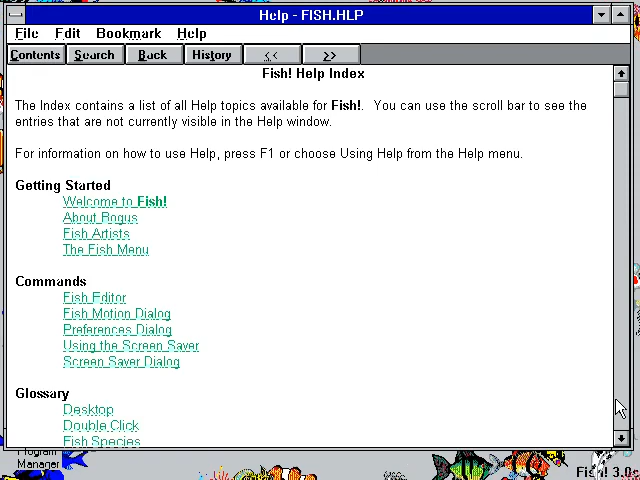 Help - FISH.HLP
File Edit Bookmark Help
Contents Search Back History << >>
Fish! Help Index
The Index contains a list of all Help topics available for Fish!. You can use the scroll bar to see the
entries that are not currently visible in the Help window.
For information on how to use Help, press F1 or choose Using Help from the Help menu.
Getting Started
Welcome to Fish!
About Bogus
Fish Artists
The Fish Menu
Commands
Fish Editor
Fish Motion Dialog
Preferences Dialog
Using the Screen Saver
Screen Saver Dialog
Glossary
Desktop
Double Click
Fish Species
Program
Manager
Fish! 3.0